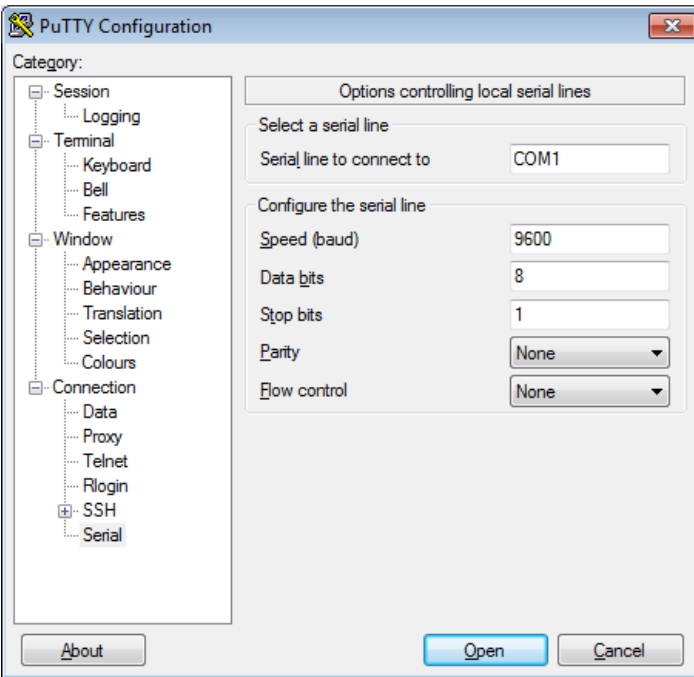 PuTTY Configuration
Category:
Session
Logging
Terminal
Keyboard
Bell
Features
Window
Appearance
Behaviour
Translation
Selection
Colours
Connection
Data
Proxy
Telnet
Rlogin
SSH
Serial
Options controlling local serial lines
Select a serial line
Serial line to connect to COM1
Configure the serial line
Speed (baud) 9600
Data bits 8
Stop bits 1
Parity None
Flow control None
About Open Cancel